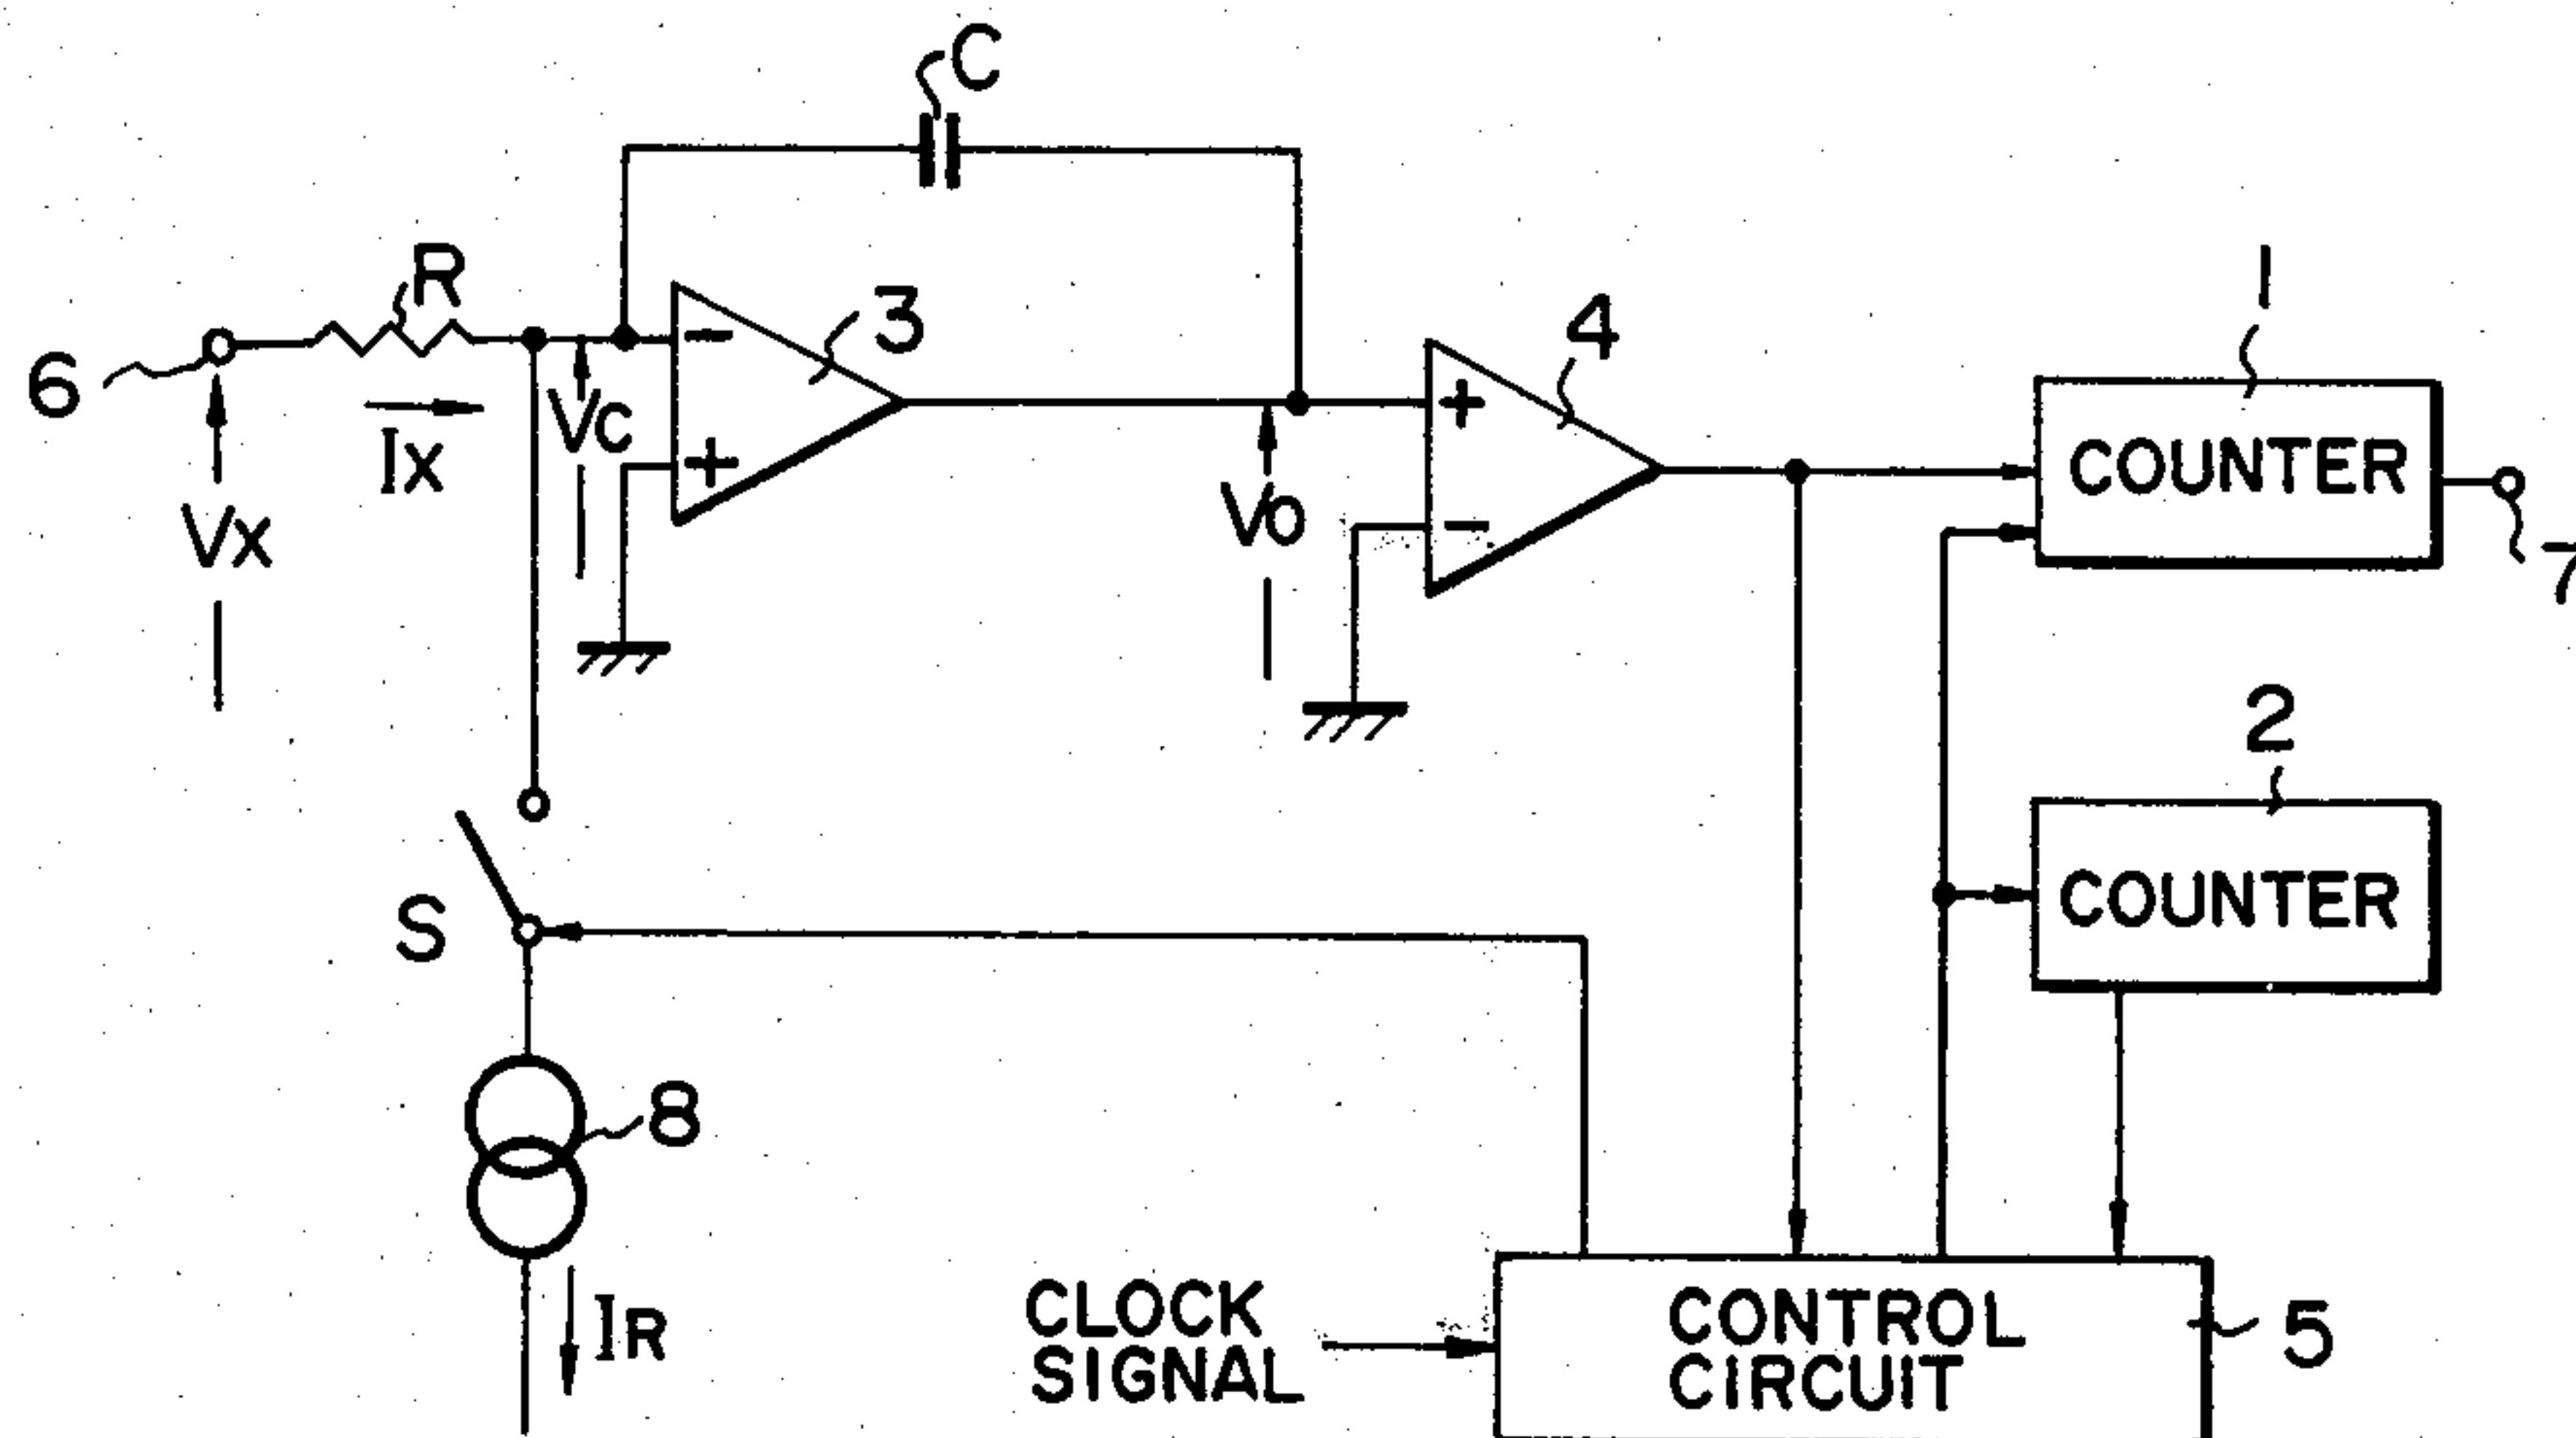 C
R
3
4
1
6
Vx
Ix
Vc
-
+
Vo
+
-
COUNTER
7
2
COUNTER
S
8
IR
CLOCK
SIGNAL
CONTROL
CIRCUIT
5